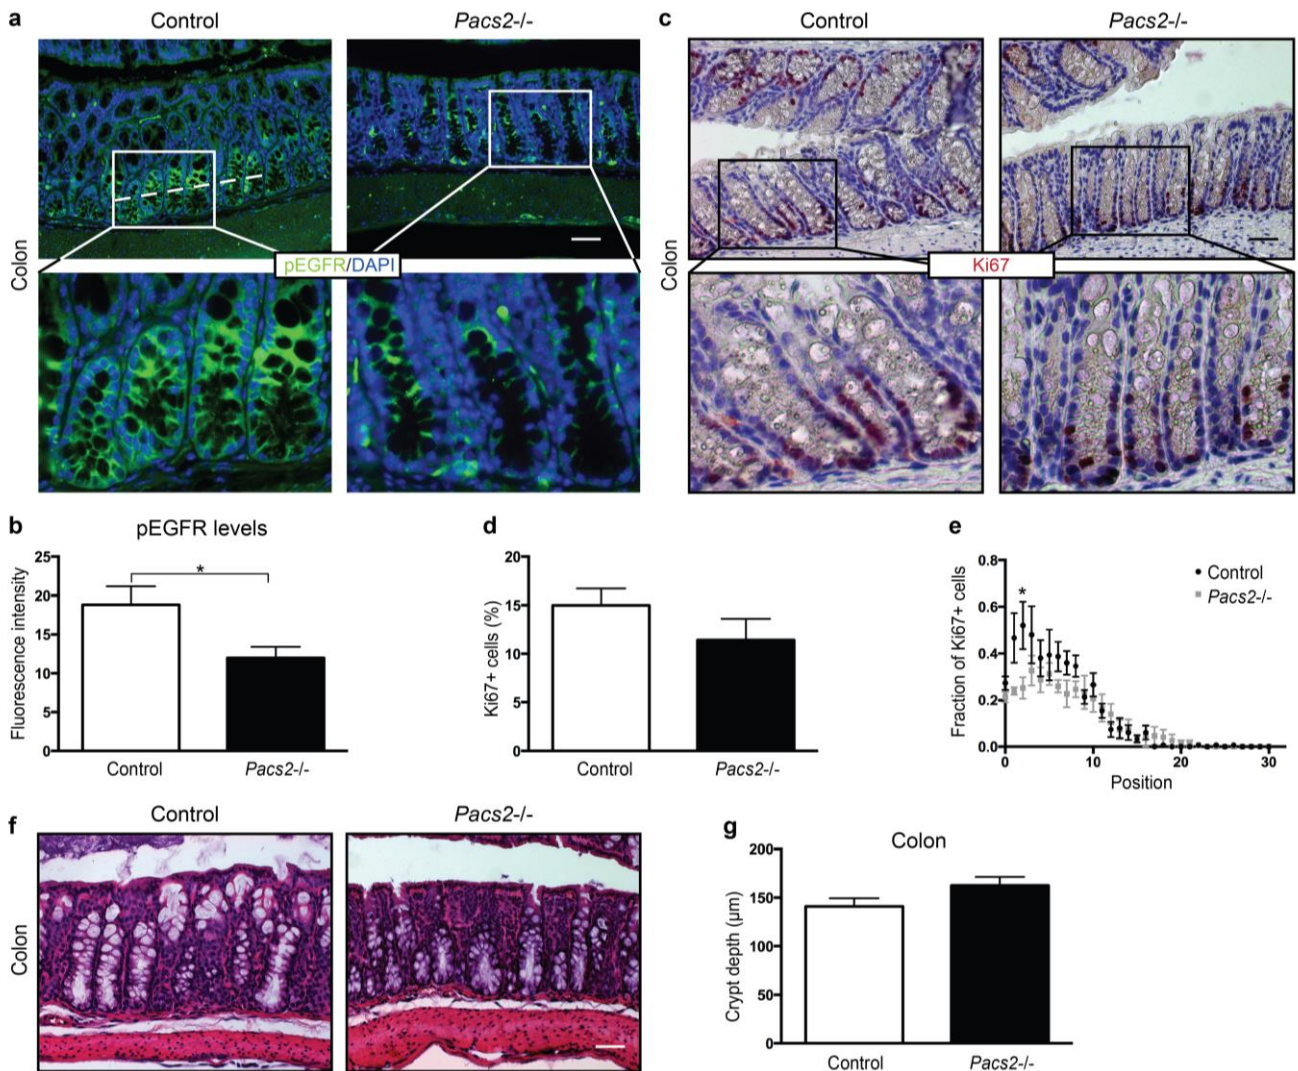 a
Control
Pacs2-/-
Colon
pEGFR/DAPI
c
Control
Pacs2-/-
Colon
Ki67
b
pEGFR levels
Fluorescence intensity
25
20
15
10
5
0
*
Control
Pacs2-/-
d
Ki67+ cells (%)
20
15
10
5
0
Control
Pacs2-/-
e
Fraction of Ki67+ cells
0.8
0.6
0.4
0.2
0.0
*
Control
Pacs2-/-
0 10 20 30
Position
f
Control
Pacs2-/-
Colon
g
Colon
Crypt depth (μm)
200
150
100
50
0
Control
Pacs2-/-